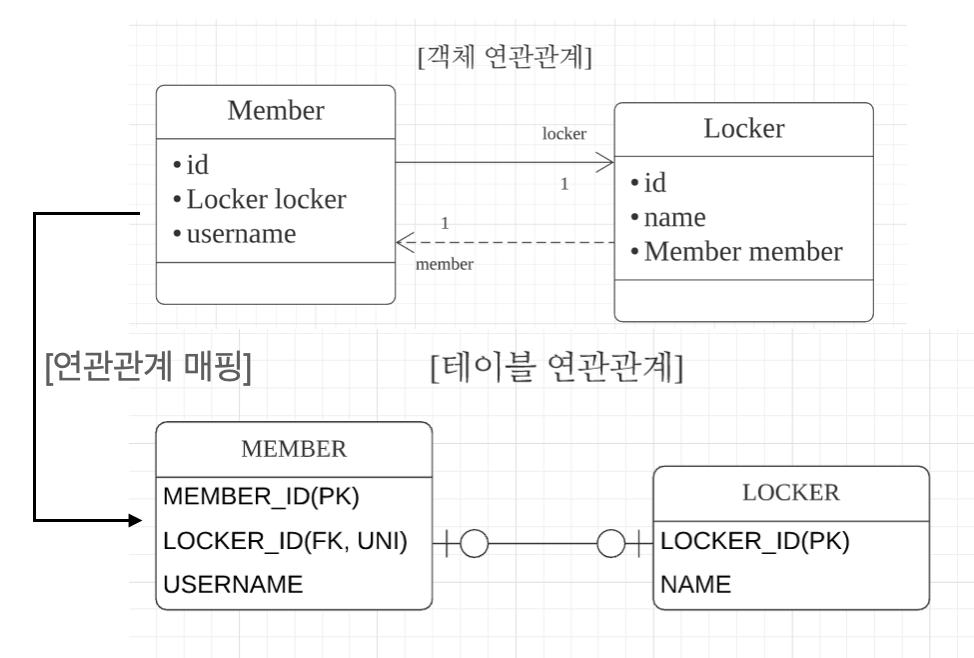 [객체 연관관계]
Member
•id
•Locker locker
•username
locker
1
1
member
Locker
•id
•name
•Member member
[연관관계 매핑]
[테이블 연관관계]
MEMBER
MEMBER_ID(PK)
LOCKER_ID(FK, UNI)
USERNAME
LOCKER
LOCKER_ID(PK)
NAME